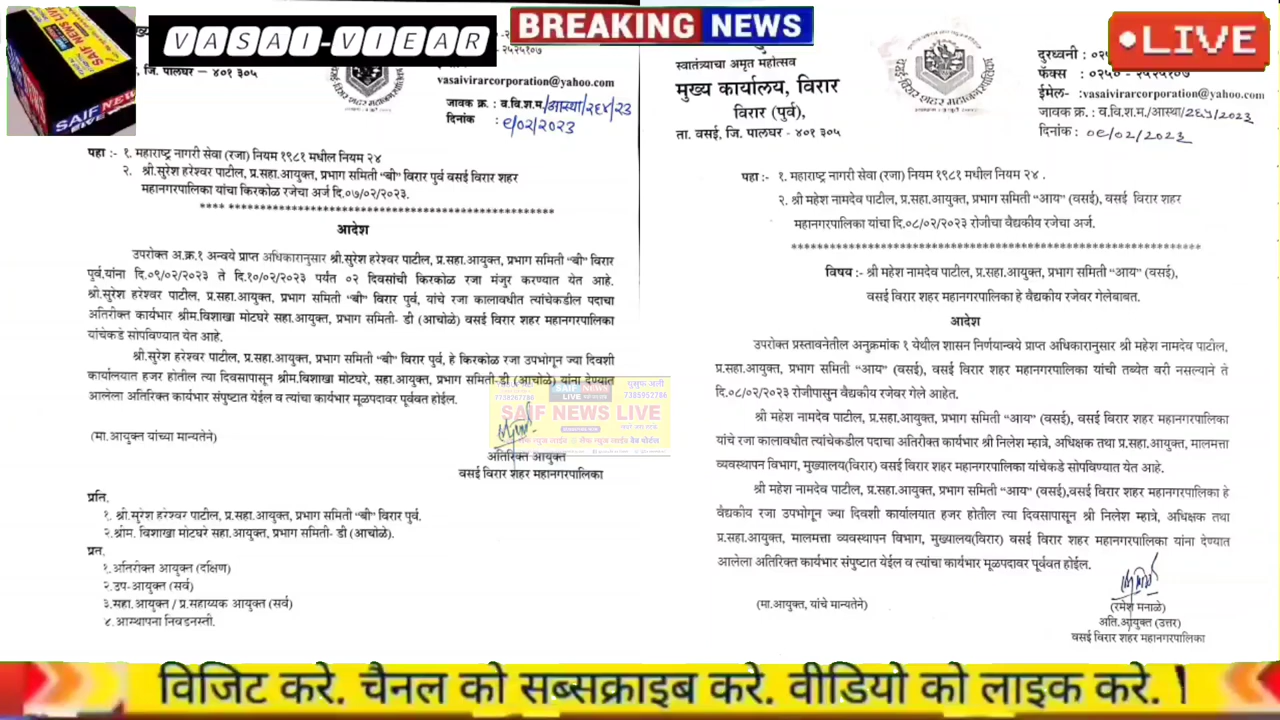 VASAI-VIEAR
BREAKING NEWS
LIVE
SAIF NEWS LIVE
जि. पालघर – ४०१ ३०५
vasaivirarcorporation@yahoo.com
जावक क्र. : व.वि.श.म./आस्था/२६४/२३
दिनांक : ९/०२/२०२३
पहा :- १. महाराष्ट्र नागरी सेवा (रजा) नियम १९८१ मधील नियम २४
२. श्री.सुरेश हरेश्वर पाटील, प्र.सहा.आयुक्त, प्रभाग समिती "बी" विरार पुर्व वसई विरार शहर
महानगरपालिका यांचा किरकोळ रजेचा अर्ज दि.०७/०२/२०२३.
**** ************************************************
आदेश
उपरोक्त अ.क्र.१ अन्वये प्राप्त अधिकारानुसार श्री.सुरेश हरेश्वर पाटील, प्र.सहा.आयुक्त, प्रभाग समिती "बी" विरार
पुर्व.यांना दि.०९/०२/२०२३ ते दि.१०/०२/२०२३ पर्यंत ०२ दिवसांची किरकोळ रजा मंजुर करण्यात येत आहे.
श्री.सुरेश हरेश्वर पाटील, प्र.सहा.आयुक्त, प्रभाग समिती "बी" विरार पुर्व, यांचे रजा कालावधीत त्यांचेकडील पदाचा
अतिरीक्त कार्यभार श्रीम.विशाखा मोटघरे सहा.आयुक्त, प्रभाग समिती- डी (आचोळे) वसई विरार शहर महानगरपालिका
यांचेकडे सोपविण्यात येत आहे.
श्री.सुरेश हरेश्वर पाटील, प्र.सहा.आयुक्त, प्रभाग समिती "बी" विरार पुर्व, हे किरकोळ रजा उपभोगून ज्या दिवशी
कार्यालयात हजर होतील त्या दिवसापासून श्रीम.विशाखा मोटघरे, सहा.आयुक्त, प्रभाग समिती-डी (आचोळे) यांना देण्यात
आलेला अतिरिक्त कार्यभार संपुष्टात येईल व त्यांचा कार्यभार मूळपदावर पूर्ववत होईल.
SAIF NEWS LIVE
7738267786
7385952786
SAIF NEWS LIVE
(मा.आयुक्त यांच्या मान्यतेने)
अतिरिक्त आयुक्त
वसई विरार शहर महानगरपालिका
प्रति,
१. श्री.सुरेश हरेश्वर पाटील, प्र.सहा.आयुक्त, प्रभाग समिती "बी" विरार पुर्व.
२.श्रीम. विशाखा मोटघरे सहा.आयुक्त, प्रभाग समिती- डी (आचोळे).
प्रत,
१.अतिरीक्त आयुक्त (दक्षिण)
२.उप-आयुक्त (सर्व)
३.सहा.आयुक्त / प्र.सहाय्यक आयुक्त (सर्व)
४.आस्थापना निवडनस्ती.
स्वातंत्र्याचा अमृत महोत्सव
मुख्य कार्यालय, विरार
विरार (पुर्व),
ता. वसई, जि. पालघर - ४०१ ३०५
दुरध्वनी :
फॅक्स : ०२५० - २५२५१०७
ईमेल- :vasaivirarcorporation@yahoo.com
जावक क्र. : व.वि.श.म./आस्था/२६५/२०२३
दिनांक : ०९/०२/२०२३
पहा :- १. महाराष्ट्र नागरी सेवा (रजा) नियम १९८१ मधील नियम २४ .
२. श्री महेश नामदेव पाटील, प्र.सहा.आयुक्त, प्रभाग समिती "आय" (वसई), वसई विरार शहर
महानगरपालिका यांचा दि.०८/०२/२०२३ रोजीचा वैद्यकीय रजेचा अर्ज.
************************************************************
विषय :- श्री महेश नामदेव पाटील, प्र.सहा.आयुक्त, प्रभाग समिती "आय" (वसई),
वसई विरार शहर महानगरपालिका हे वैद्यकीय रजेवर गेलेबाबत.
आदेश
उपरोक्त प्रस्तावनेतील अनुक्रमांक १ येथील शासन निर्णयान्वये प्राप्त अधिकारानुसार श्री महेश नामदेव पाटील,
प्र.सहा.आयुक्त, प्रभाग समिती "आय" (वसई), वसई विरार शहर महानगरपालिका यांची तब्येत बरी नसल्याने ते
दि.०८/०२/२०२३ रोजीपासुन वैद्यकीय रजेवर गेले आहेत.
श्री महेश नामदेव पाटील, प्र.सहा.आयुक्त, प्रभाग समिती "आय" (वसई), वसई विरार शहर महानगरपालिका
यांचे रजा कालावधीत त्यांचेकडील पदाचा अतिरीक्त कार्यभार श्री निलेश म्हात्रे, अधिक्षक तथा प्र.सहा.आयुक्त, मालमत्ता
व्यवस्थापन विभाग, मुख्यालय(विरार) वसई विरार शहर महानगरपालिका यांचेकडे सोपविण्यात येत आहे.
श्री महेश नामदेव पाटील, प्र.सहा.आयुक्त, प्रभाग समिती "आय" (वसई),वसई विरार शहर महानगरपालिका हे
वैद्यकीय रजा उपभोगून ज्या दिवशी कार्यालयात हजर होतील त्या दिवसापासून श्री निलेश म्हात्रे, अधिक्षक तथा
प्र.सहा.आयुक्त, मालमत्ता व्यवस्थापन विभाग, मुख्यालय(विरार) वसई विरार शहर महानगरपालिका यांना देण्यात
आलेला अतिरिक्त कार्यभार संपुष्टात येईल व त्यांचा कार्यभार मूळपदावर पूर्ववत होईल.
(मा.आयुक्त, यांचे मान्यतेने)
(रमेश मनाळे)
अति.आयुक्त (उत्तर)
वसई विरार शहर महानगरपालिका
विजिट करे. चैनल को सब्सक्राइब करे. वीडियो को लाइक करे.